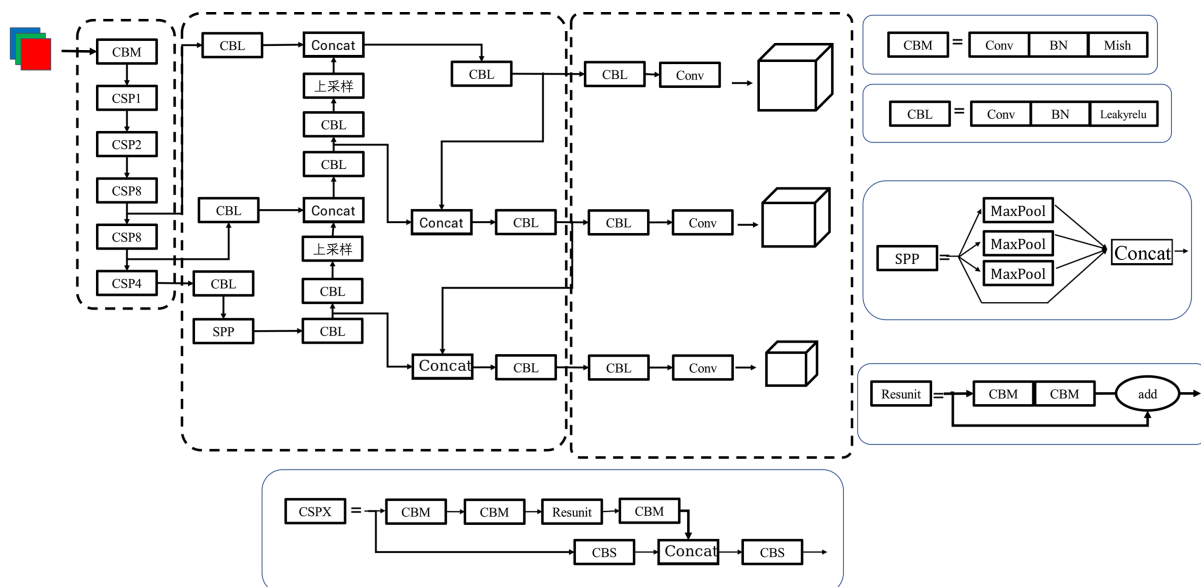 CBM
CSP1
CSP2
CSP8
CSP8
CSP4
CBL
Concat
上采样
CBL
CBL
CBL
Concat
上采样
CBL
CBL
SPP
CBL
CBL
Concat
CBL
Concat
CBL
CBL
Conv
CBL
Conv
CBL
Conv
CBM = Conv BN Mish
CBL = Conv BN Leakyrelu
SPP =
MaxPool
MaxPool
MaxPool
Concat
Resunit = CBM CBM add
CSPX = CBM CBM Resunit CBM
CBS Concat CBS